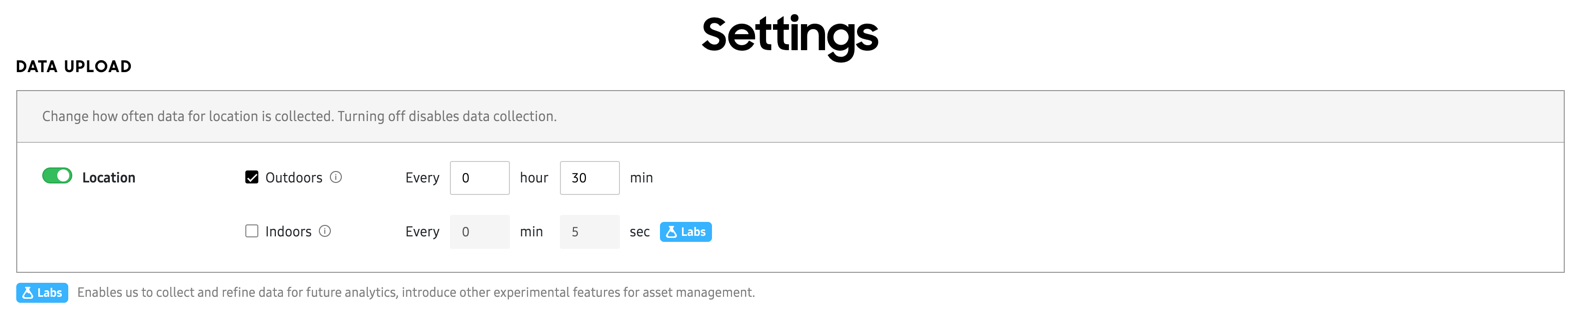 Settings
DATA UPLOAD
Change how often data for location is collected. Turning off disables data collection.
Location Outdoors Every 0 hour 30 min
Indoors Every 0 min 5 sec Labs
Labs Enables us to collect and refine data for future analytics, introduce other experimental features for asset management.